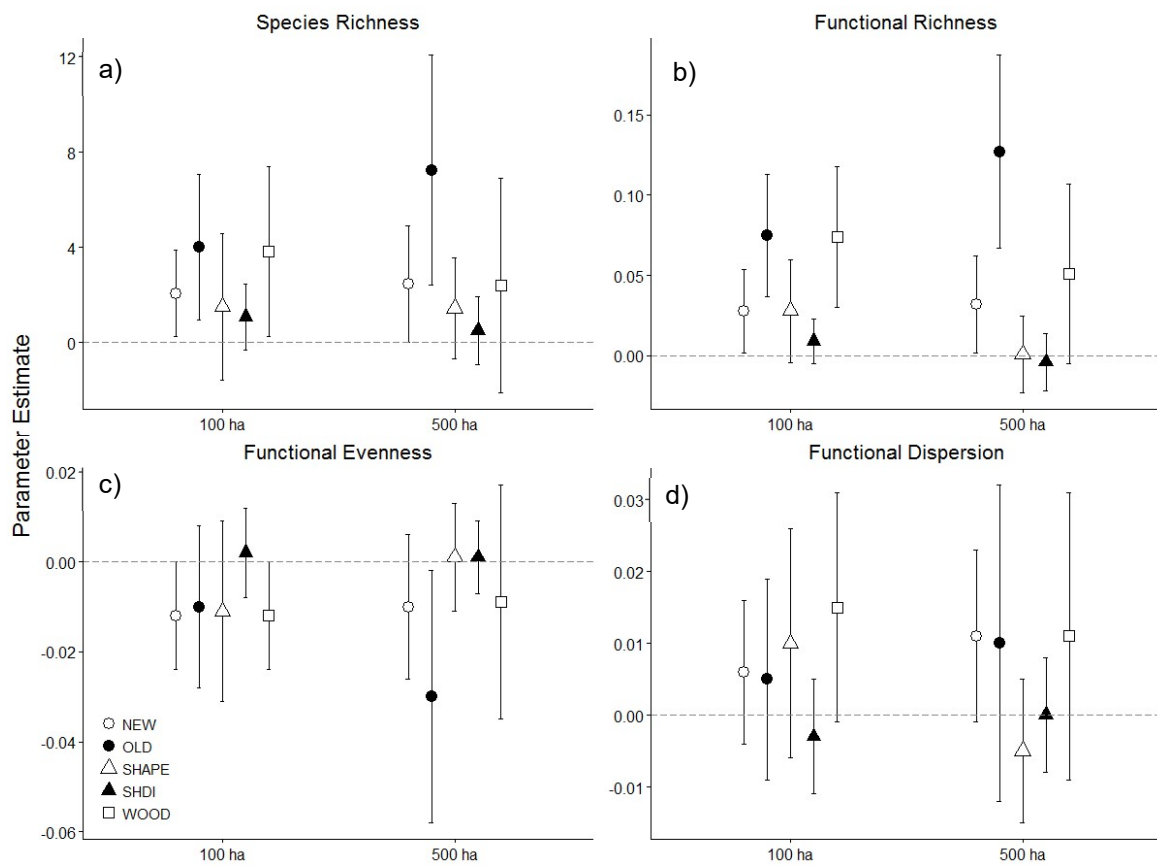 Species Richness
a)
12
8
4
0
100 ha
500 ha
Functional Richness
b)
0.15
0.10
0.05
0.00
100 ha
500 ha
Parameter Estimate
Functional Evenness
c)
0.02
0.00
-0.02
-0.04
-0.06
NEW
OLD
SHAPE
SHDI
WOOD
100 ha
500 ha
Functional Dispersion
d)
0.03
0.02
0.01
0.00
-0.01
100 ha
500 ha